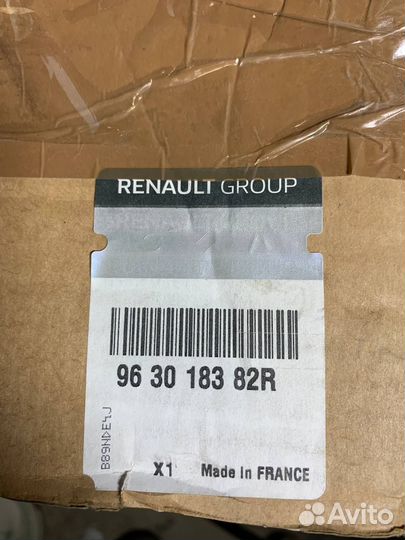 RENAULT GROUP
96 30 183 82R
X1 Made In FRANCE
Avito